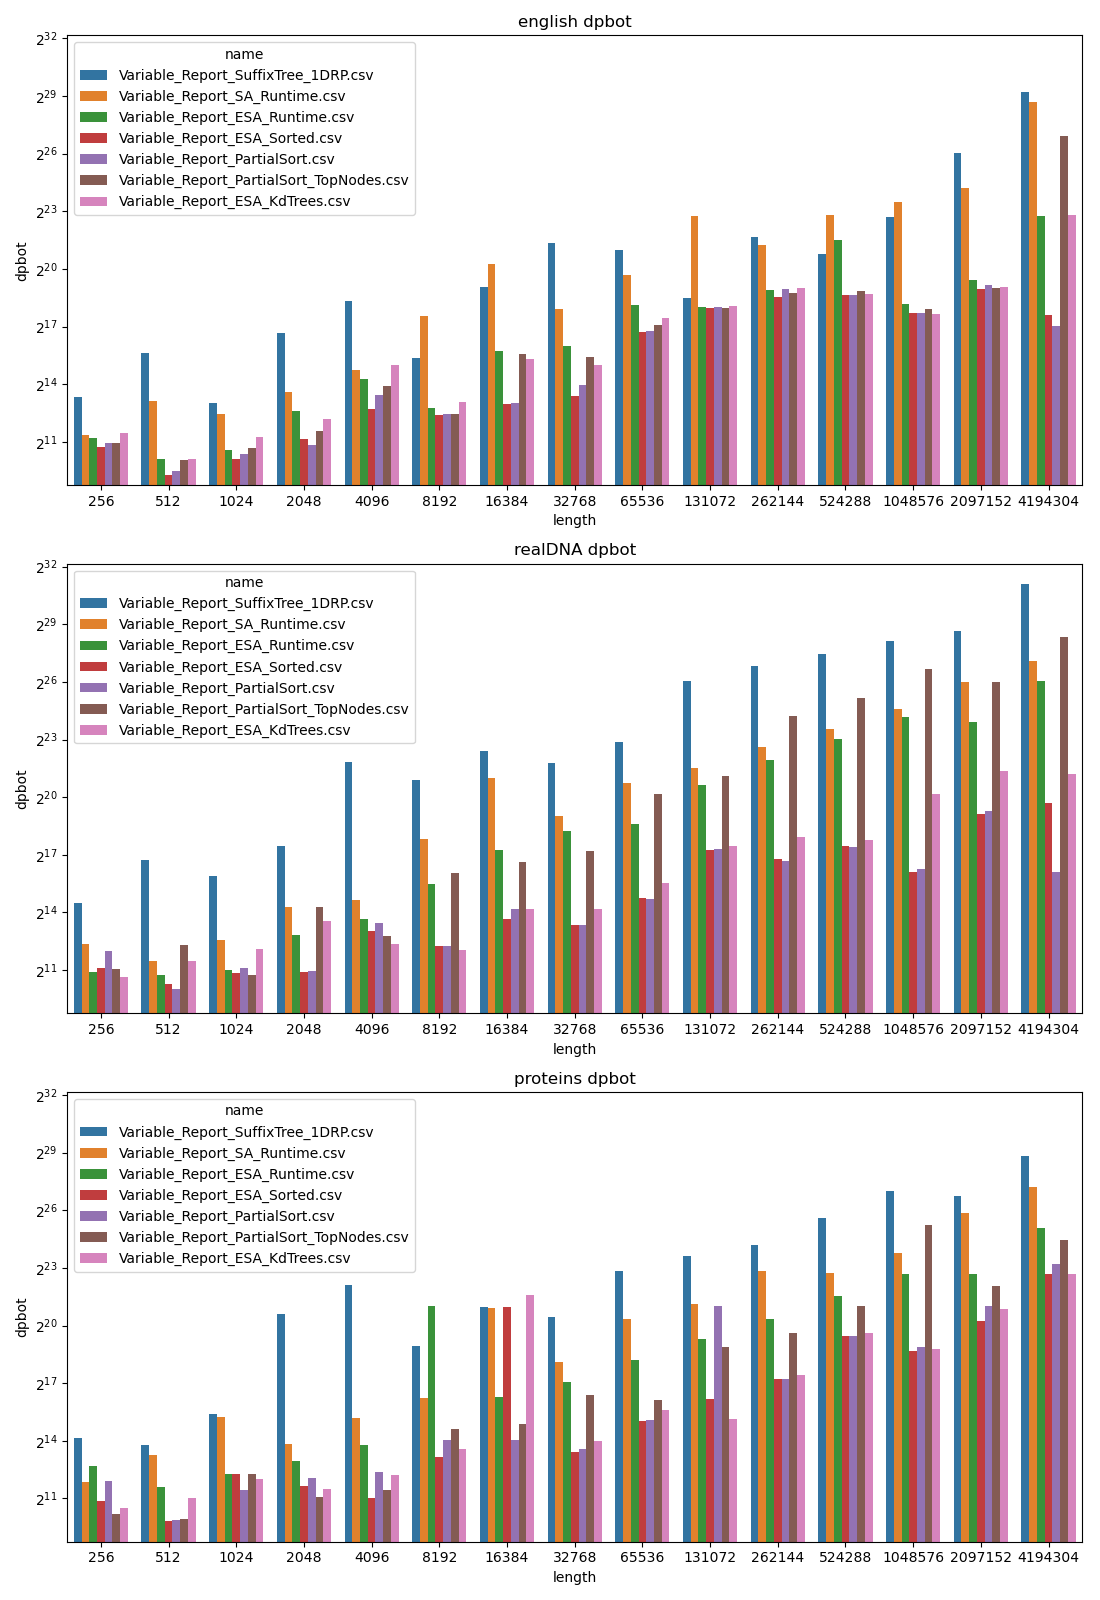 english dpbot
2^32
2^29
2^26
2^23
2^20
2^17
2^14
2^11
dpbot
name
Variable_Report_SuffixTree_1DRP.csv
Variable_Report_SA_Runtime.csv
Variable_Report_ESA_Runtime.csv
Variable_Report_ESA_Sorted.csv
Variable_Report_PartialSort.csv
Variable_Report_PartialSort_TopNodes.csv
Variable_Report_ESA_KdTrees.csv
256 512 1024 2048 4096 8192 16384 32768 65536 131072 262144 524288 1048576 2097152 4194304
length
realDNA dpbot
2^32
2^29
2^26
2^23
2^20
2^17
2^14
2^11
dpbot
name
Variable_Report_SuffixTree_1DRP.csv
Variable_Report_SA_Runtime.csv
Variable_Report_ESA_Runtime.csv
Variable_Report_ESA_Sorted.csv
Variable_Report_PartialSort.csv
Variable_Report_PartialSort_TopNodes.csv
Variable_Report_ESA_KdTrees.csv
256 512 1024 2048 4096 8192 16384 32768 65536 131072 262144 524288 1048576 2097152 4194304
length
proteins dpbot
2^32
2^29
2^26
2^23
2^20
2^17
2^14
2^11
dpbot
name
Variable_Report_SuffixTree_1DRP.csv
Variable_Report_SA_Runtime.csv
Variable_Report_ESA_Runtime.csv
Variable_Report_ESA_Sorted.csv
Variable_Report_PartialSort.csv
Variable_Report_PartialSort_TopNodes.csv
Variable_Report_ESA_KdTrees.csv
256 512 1024 2048 4096 8192 16384 32768 65536 131072 262144 524288 1048576 2097152 4194304
length